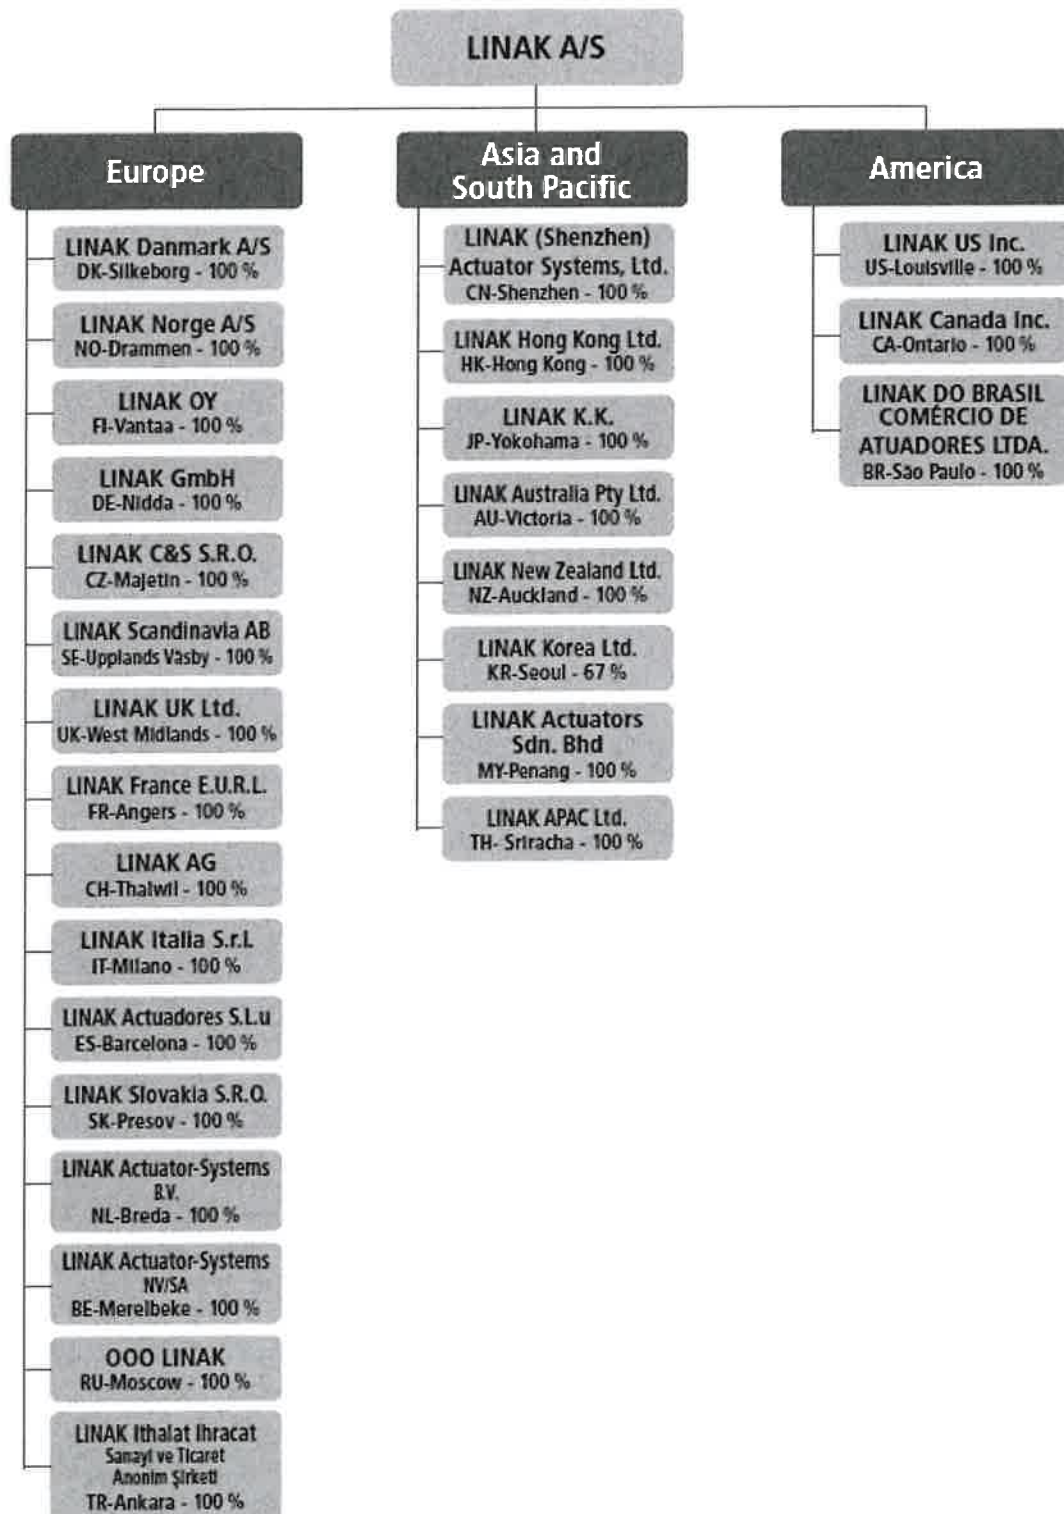 LINAK A/S
Europe
LINAK Danmark A/S
DK-Silkeborg - 100 %
LINAK Norge A/S
NO-Drammen - 100 %
LINAK OY
FI-Vantaa - 100 %
LINAK GmbH
DE-Nidda - 100 %
LINAK C&S S.R.O.
CZ-Majetin - 100 %
LINAK Scandinavia AB
SE-Upplands Väsby - 100 %
LINAK UK Ltd.
UK-West Midlands - 100 %
LINAK France E.U.R.L.
FR-Angers - 100 %
LINAK AG
CH-Thalwil - 100 %
LINAK Italia S.r.L
IT-Milano - 100 %
LINAK Actuadores S.L.u
ES-Barcelona - 100 %
LINAK Slovakia S.R.O.
SK-Presov - 100 %
LINAK Actuator-Systems
B.V.
NL-Breda - 100 %
LINAK Actuator-Systems
NV/SA
BE-Merelbeke - 100 %
OOO LINAK
RU-Moscow - 100 %
LINAK Ithalat Ihracat
Sanayi ve Ticaret
Anonim Şirketi
TR-Ankara - 100 %
Asia and
South Pacific
LINAK (Shenzhen)
Actuator Systems, Ltd.
CN-Shenzhen - 100 %
LINAK Hong Kong Ltd.
HK-Hong Kong - 100 %
LINAK K.K.
JP-Yokohama - 100 %
LINAK Australia Pty Ltd.
AU-Victoria - 100 %
LINAK New Zealand Ltd.
NZ-Auckland - 100 %
LINAK Korea Ltd.
KR-Seoul - 67 %
LINAK Actuators
Sdn. Bhd
MY-Penang - 100 %
LINAK APAC Ltd.
TH- Sriracha - 100 %
America
LINAK US Inc.
US-Louisville - 100 %
LINAK Canada Inc.
CA-Ontario - 100 %
LINAK DO BRASIL
COMÉRCIO DE
ATUADORES LTDA.
BR-São Paulo - 100 %